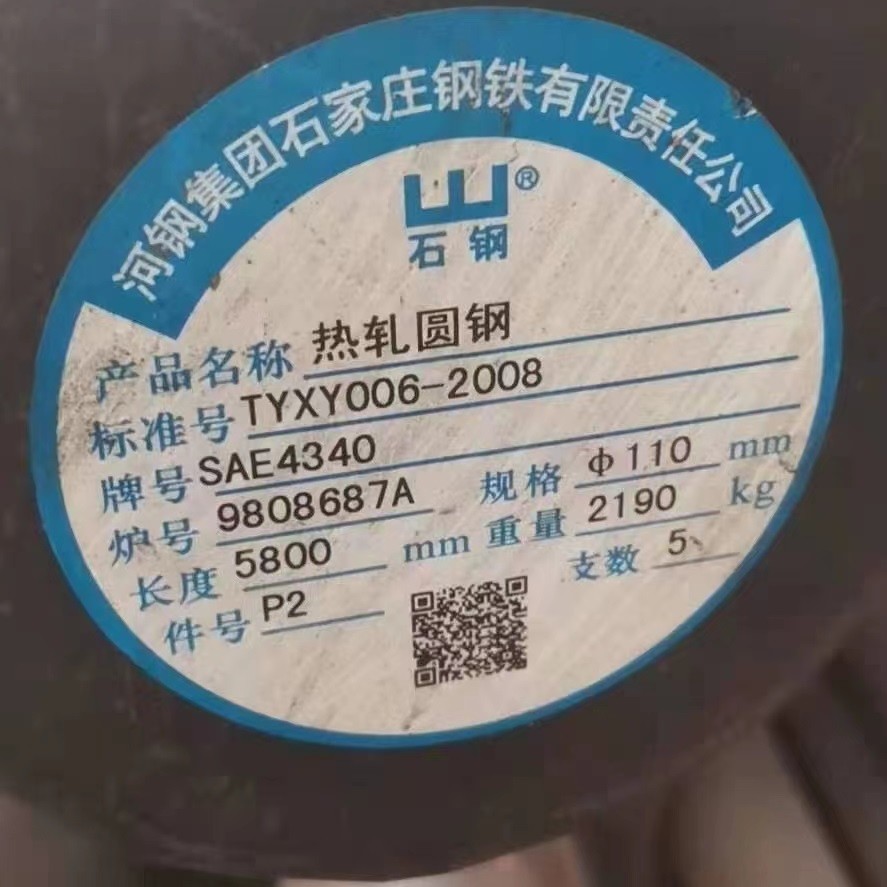 河钢集团石家庄钢铁有限责任公司
®
石钢
产品名称 热轧圆钢
标准号 TYXY006-2008
牌号 SAE4340
炉号 9808687A 规格 φ110 mm
长度 5800 mm 重量 2190 kg
件号 P2 支数 5